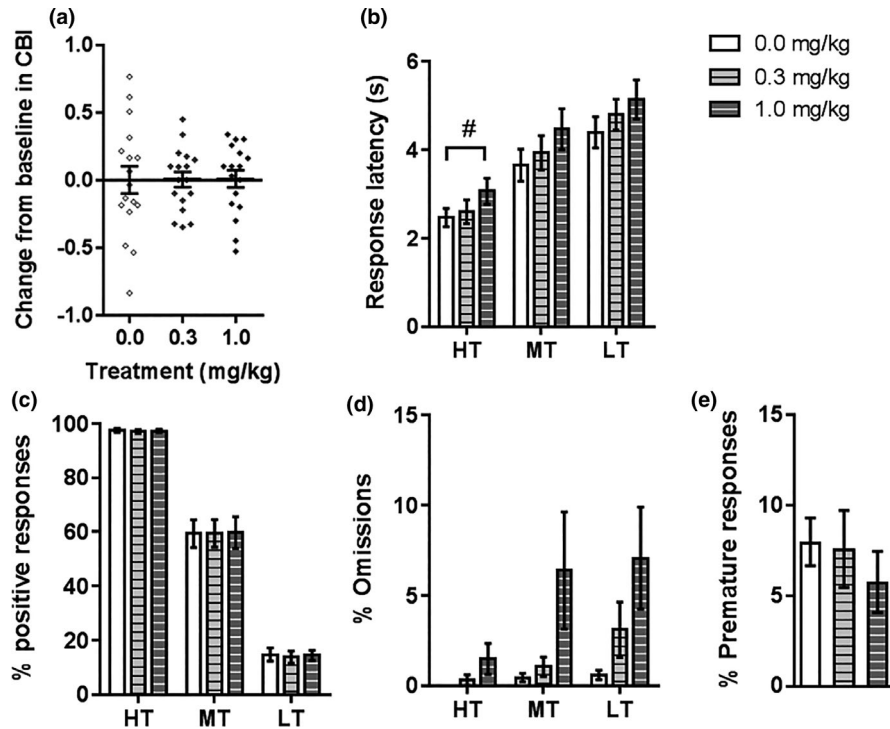 (a)
Change from baseline in CBI
1.0
0.5
0.0
-0.5
-1.0
0.0 0.3 1.0
Treatment (mg/kg)
(b)
Response latency (s)
6
4
2
0
#
HT MT LT
0.0 mg/kg
0.3 mg/kg
1.0 mg/kg
(c)
% positive responses
100
80
60
40
20
0
HT MT LT
(d)
% Omissions
15
10
5
0
HT MT LT
(e)
% Premature responses
15
10
5
0